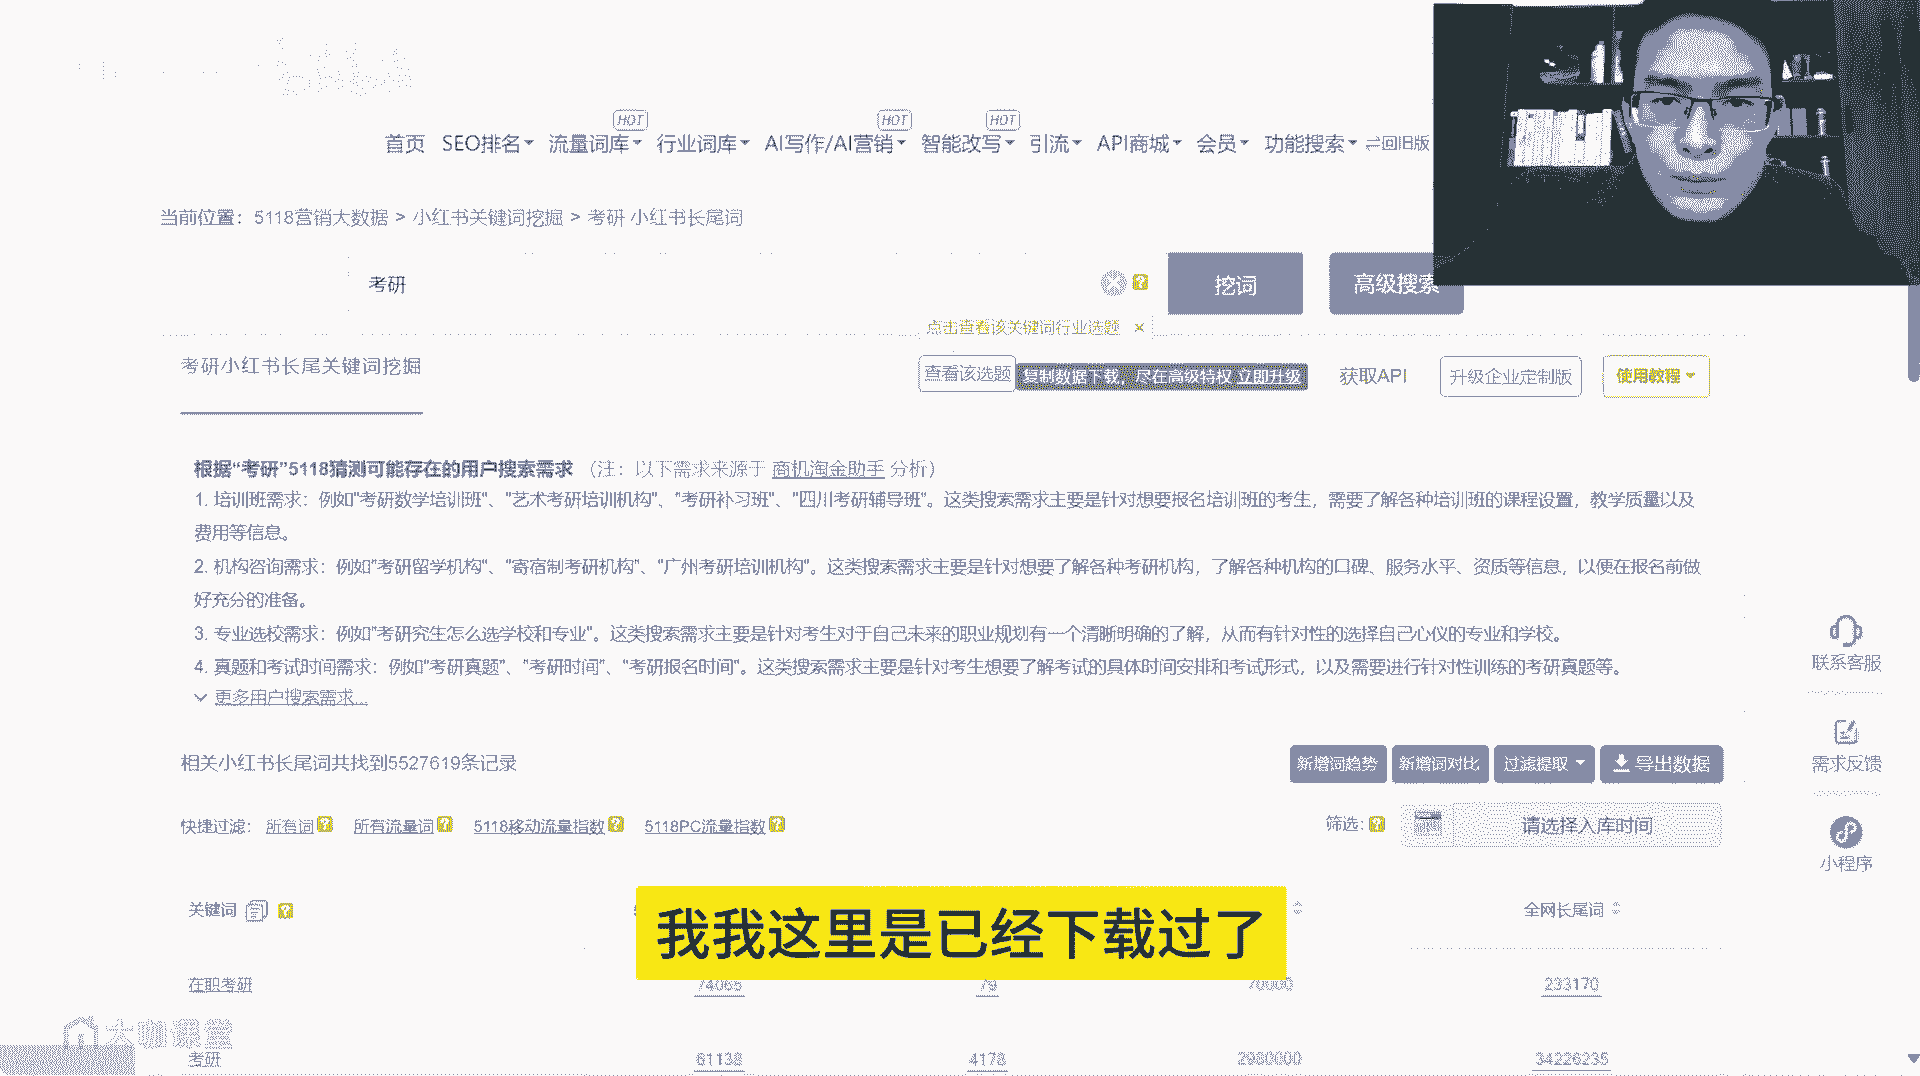 HOT
HOT
HOT
首页 SEO排名 流量词库 行业词库 AI写作/AI营销 智能改写 引流 API商城 会员 功能搜索 回旧版
当前位置：5118营销大数据 > 小红书关键词挖掘 > 考研 小红书长尾词
考研
挖词
高级搜索
点击查看该关键词行业选题 ×
考研小红书长尾关键词挖掘
查看该选题
复制数据下载，尽在高级特权 立即升级
获取API
升级企业定制版
使用教程
根据“考研”5118猜测可能存在的用户搜索需求 （注：以下需求来源于 商机淘金助手 分析）
1. 培训班需求：例如"考研数学培训班"、"艺术考研培训机构"、"考研补习班"、"四川考研辅导班"。这类搜索需求主要是针对想要报名培训班的考生，需要了解各种培训班的课程设置，教学质量以及
费用等信息。
2. 机构咨询需求：例如"考研留学机构"、"寄宿制考研机构"、"广州考研培训机构"。这类搜索需求主要是针对想要了解各种考研机构，了解各种机构的口碑、服务水平、资质等信息，以便在报名前做
好充分的准备。
3. 专业选校需求：例如"考研究生怎么选学校和专业"。这类搜索需求主要是针对考生对于自己未来的职业规划有一个清晰明确的了解，从而有针对性的选择自己心仪的专业和学校。
4. 真题和考试时间需求：例如"考研真题"、"考研时间"、"考研报名时间"。这类搜索需求主要是针对考生想要了解考试的具体时间安排和考试形式，以及需要进行针对性训练的考研真题等。
更多用户搜索需求...
联系客服
需求反馈
小程序
相关小红书长尾词共找到5527619条记录
新增词趋势
新增词对比
过滤提取
导出数据
快捷过滤： 所有词 所有流量词 5118移动流量指数 5118PC流量指数
筛选:
请选择入库时间
关键词
全网长尾词
我我这里是已经下载过了
在职考研 74065 79 70000 233170
大咖课堂
考研 61138 4178 2980000 34226235